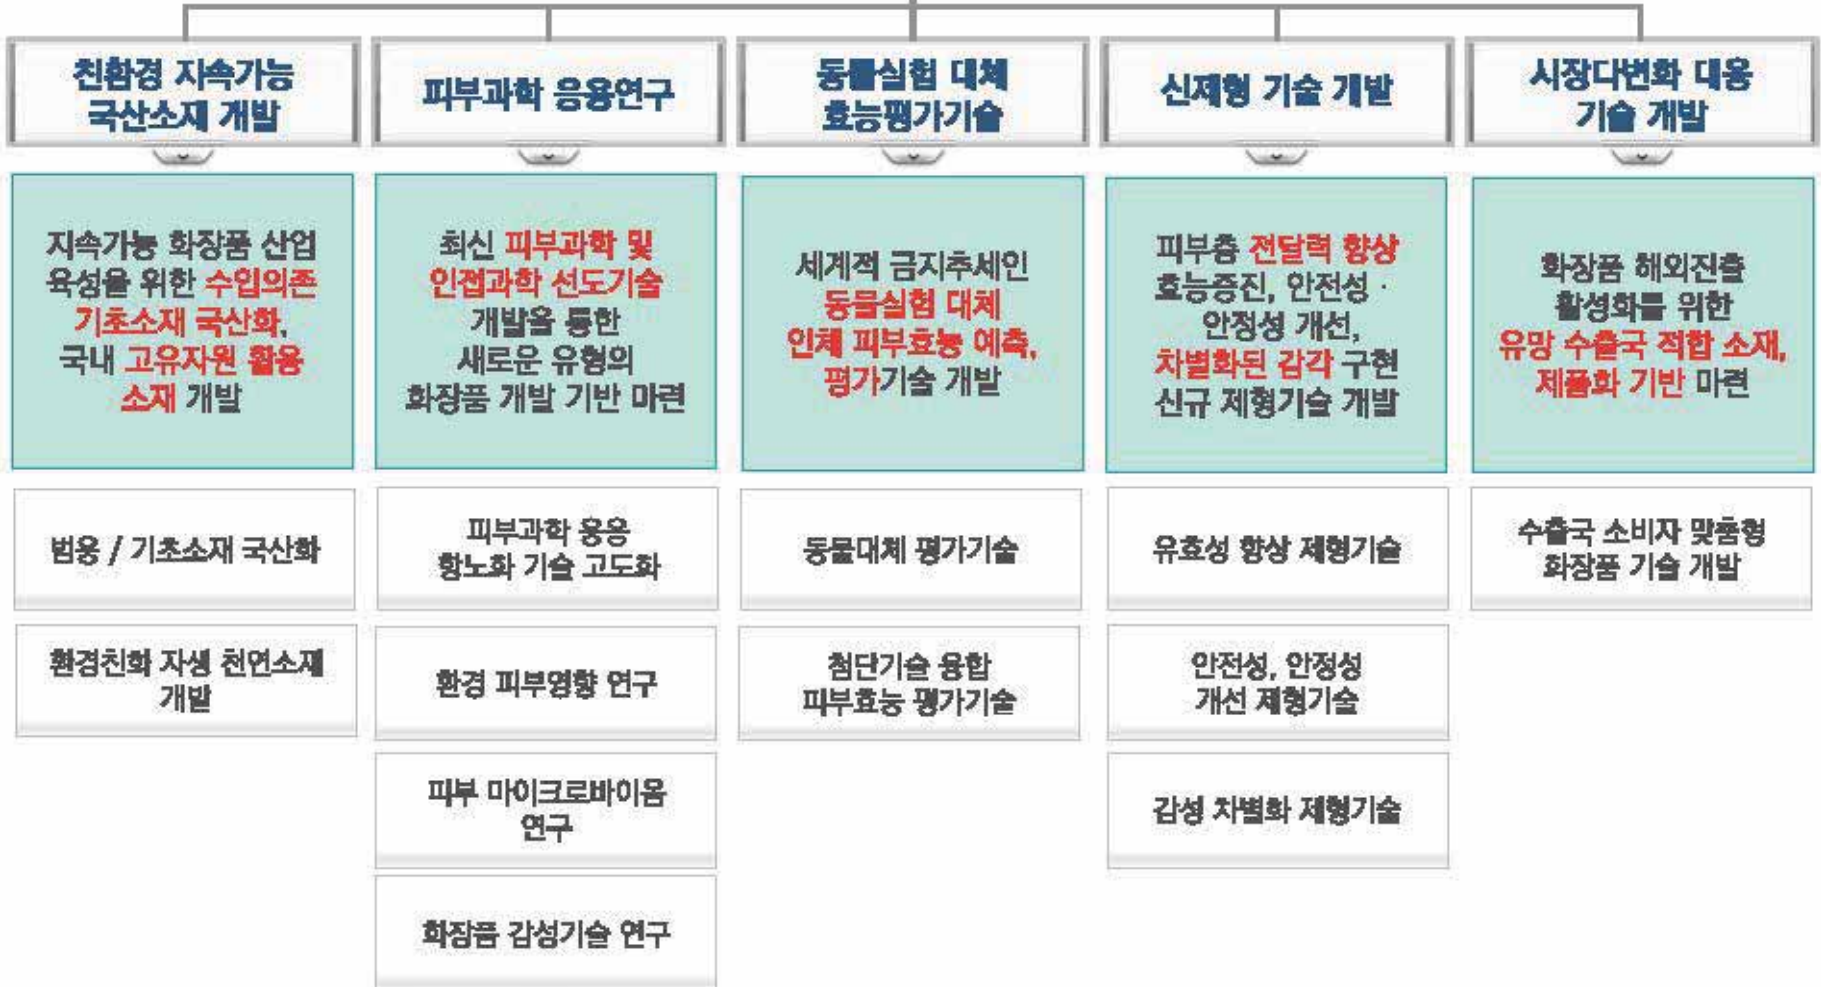 친환경 지속가능
국산소재 개발
지속가능 화장품 산업
육성을 위한 수입의존
기초소재 국산화,
국내 고유자원 활용
소재 개발
범용 / 기초소재 국산화
환경친화 자생 천연소재
개발
피부과학 응용연구
최신 피부과학 및
인접과학 선도기술
개발을 통한
새로운 유형의
화장품 개발 기반 마련
피부과학 응용
항노화 기술 고도화
환경 피부영향 연구
피부 마이크로바이옴
연구
화장품 감성기술 연구
동물실험 대체
효능평가기술
세계적 금지추세인
동물실험 대체
인체 피부효능 예측,
평가기술 개발
동물대체 평가기술
첨단기술 융합
피부효능 평가기술
신제형 기술 개발
피부층 전달력 향상
효능증진, 안전성 ·
안정성 개선,
차별화된 감각 구현
신규 제형기술 개발
유효성 향상 제형기술
안전성, 안정성
개선 제형기술
감성 차별화 제형기술
시장다변화 대응
기술 개발
화장품 해외진출
활성화를 위한
유망 수출국 적합 소재,
제품화 기반 마련
수출국 소비자 맞춤형
화장품 기술 개발